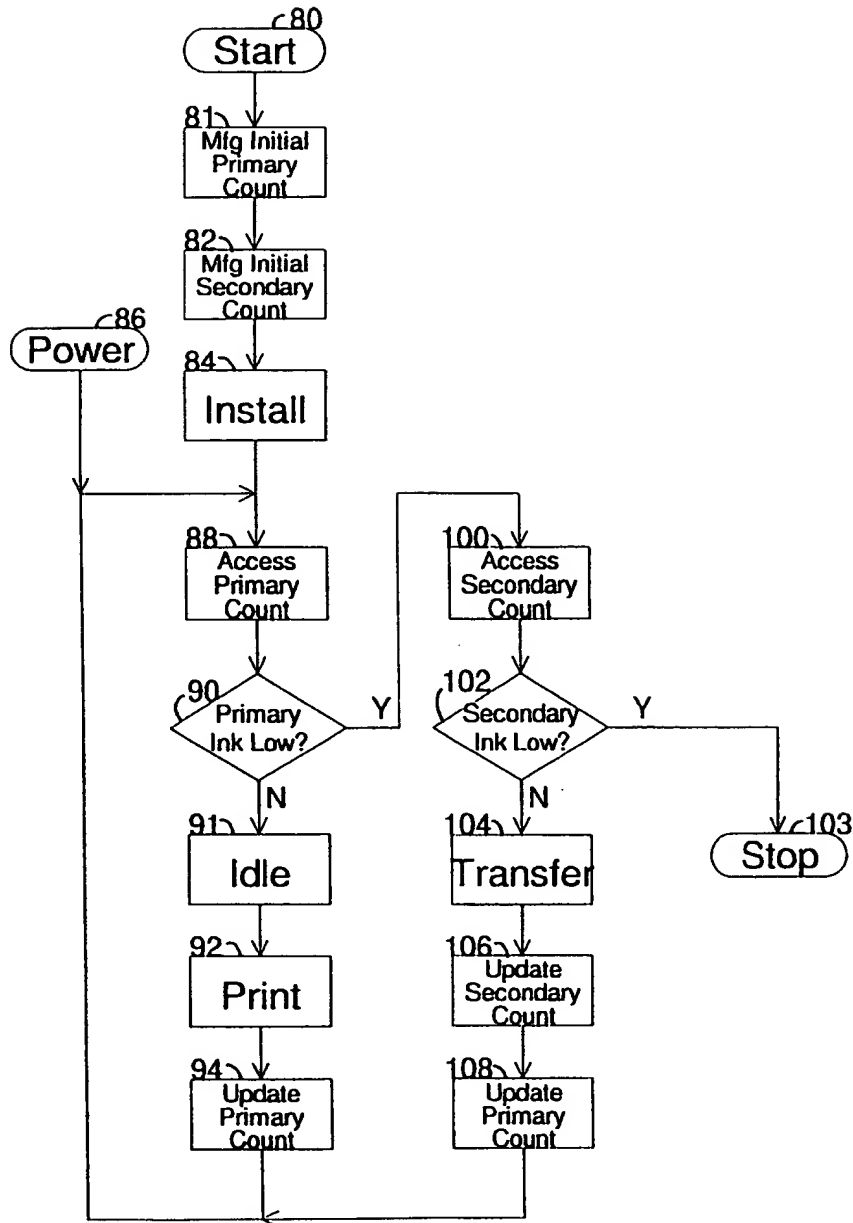 80
Start
81
Mfg Initial
Primary
Count
82
Mfg Initial
Secondary
Count
86
Power
84
Install
88
Access
Primary
Count
100
Access
Secondary
Count
90
Primary
Ink Low?
Y
N
102
Secondary
Ink Low?
Y
N
91
Idle
104
Transfer
103
Stop
92
Print
106
Update
Secondary
Count
94
Update
Primary
Count
108
Update
Primary
Count